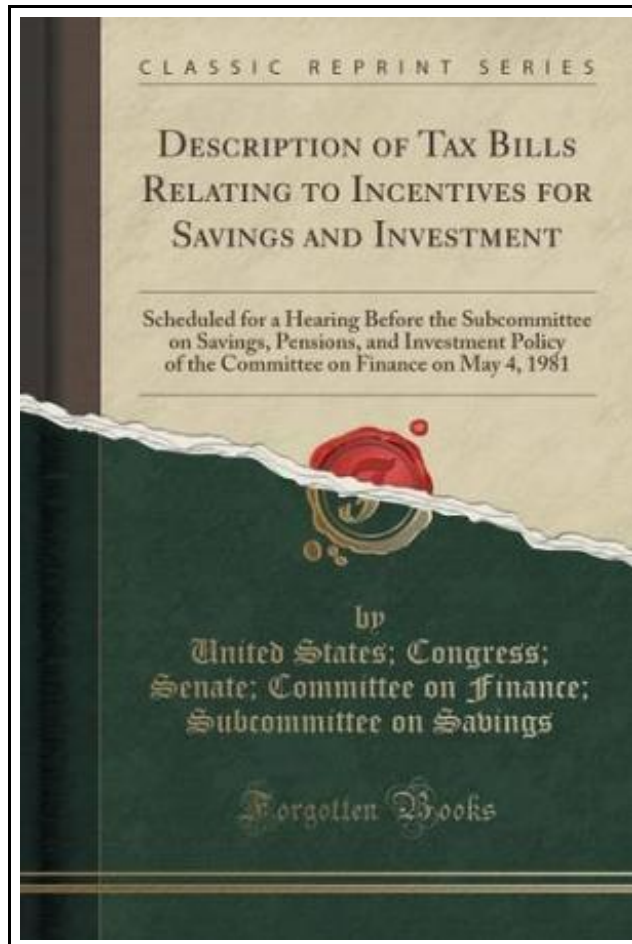 CLASSIC REPRINT SERIES
DESCRIPTION OF TAX BILLS
RELATING TO INCENTIVES FOR
SAVINGS AND INVESTMENT
Scheduled for a Hearing Before the Subcommittee
on Savings, Pensions, and Investment Policy
of the Committee on Finance on May 4, 1981
by
United States; Congress;
Senate; Committee on Finance;
Subcommittee on Savings
Forgotten Books